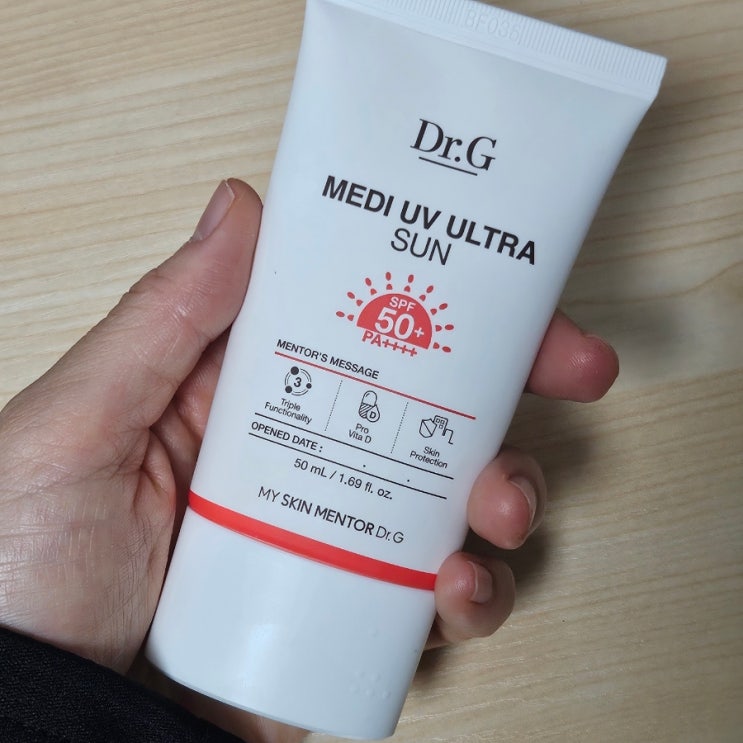 BF036
Dr.G
MEDI UV ULTRA
SUN
SPF
50+
PA++++
MENTOR'S MESSAGE
3
Triple
Functionality
D
Pro
Vita D
Skin
Protection
OPENED DATE : . .
50 mL / 1.69 fl. oz.
MY SKIN MENTOR Dr.G